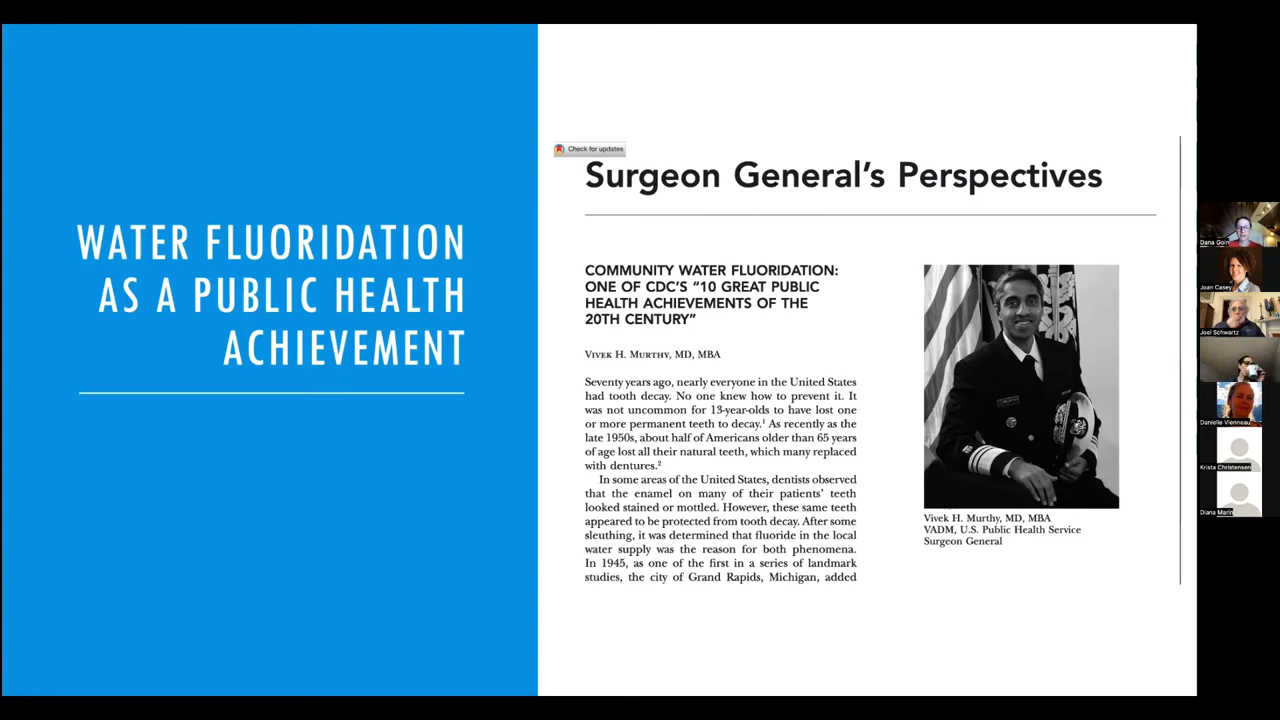 WATER FLUORIDATION
AS A PUBLIC HEALTH
ACHIEVEMENT
Check for updates
Surgeon General’s Perspectives
COMMUNITY WATER FLUORIDATION:
ONE OF CDC’S “10 GREAT PUBLIC
HEALTH ACHIEVEMENTS OF THE
20TH CENTURY”
VIVEK H. MURTHY, MD, MBA
Seventy years ago, nearly everyone in the United States
had tooth decay. No one knew how to prevent it. It
was not uncommon for 13-year-olds to have lost one
or more permanent teeth to decay.¹ As recently as the
late 1950s, about half of Americans older than 65 years
of age lost all their natural teeth, which many replaced
with dentures.²
In some areas of the United States, dentists observed
that the enamel on many of their patients’ teeth
looked stained or mottled. However, these same teeth
appeared to be protected from tooth decay. After some
sleuthing, it was determined that fluoride in the local
water supply was the reason for both phenomena.
In 1945, as one of the first in a series of landmark
studies, the city of Grand Rapids, Michigan, added
Vivek H. Murthy, MD, MBA
VADM, U.S. Public Health Service
Surgeon General
Dana Goin
Joan Casey
Joel Schwartz
Danielle Vienneau
Krista Christensen
Diana Marin